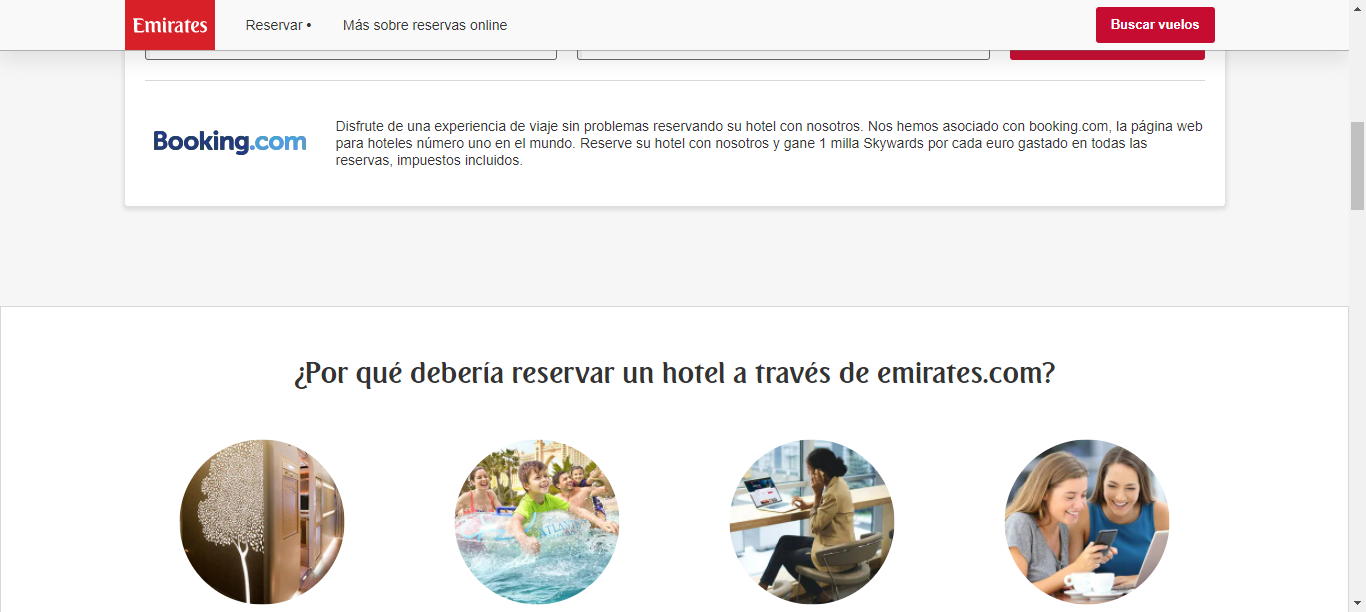 Emirates
Reservar •
Más sobre reservas online
Buscar vuelos
Booking.com
Disfrute de una experiencia de viaje sin problemas reservando su hotel con nosotros. Nos hemos asociado con booking.com, la página web
para hoteles número uno en el mundo. Reserve su hotel con nosotros y gane 1 milla Skywards por cada euro gastado en todas las
reservas, impuestos incluidos.
¿Por qué debería reservar un hotel a través de emirates.com?